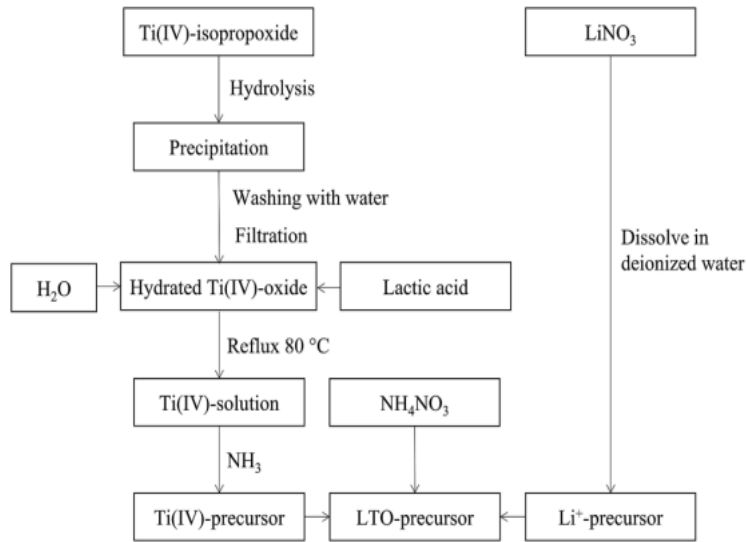 Ti(IV)-isopropoxide
LiNO₃
Hydrolysis
Precipitation
Washing with water
Filtration
Dissolve in
deionized water
H₂O
Hydrated Ti(IV)-oxide
Lactic acid
Reflux 80 °C
Ti(IV)-solution
NH₄NO₃
NH₃
Ti(IV)-precursor
LTO-precursor
Li⁺-precursor